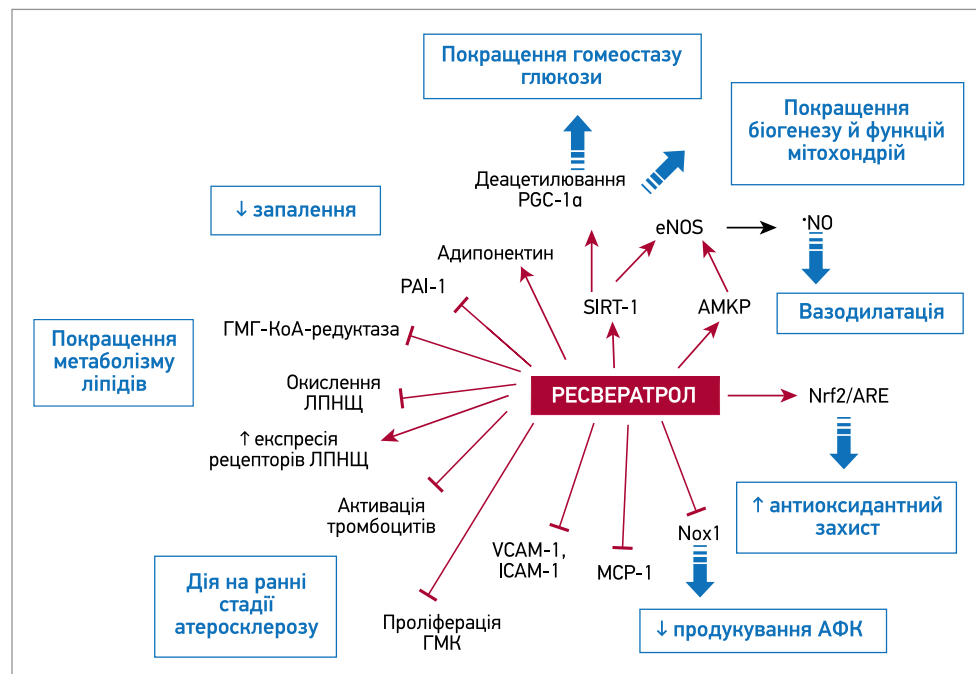 Покращення гомеостазу
глюкози
Покращення
біогенезу й функцій
мітохондрій
Деацетилювання
PGC-1α
↓ запалення
eNOS
•NO
Адипонектин
PAI-1
SIRT-1
AMKP
Вазодилатація
ГМГ-КоА-редуктаза
Покращення
метаболізму
ліпідів
Окислення
ЛПНЩ
РЕСВЕРАТРОЛ
Nrf2/ARE
↑ експресія
рецепторів ЛПНЩ
Активація
тромбоцитів
↑ антиоксидантний
захист
VCAM-1,
ICAM-1
MCP-1
Nox1
Дія на ранні
стадії
атеросклерозу
Проліферація
ГМК
↓ продукування АФК